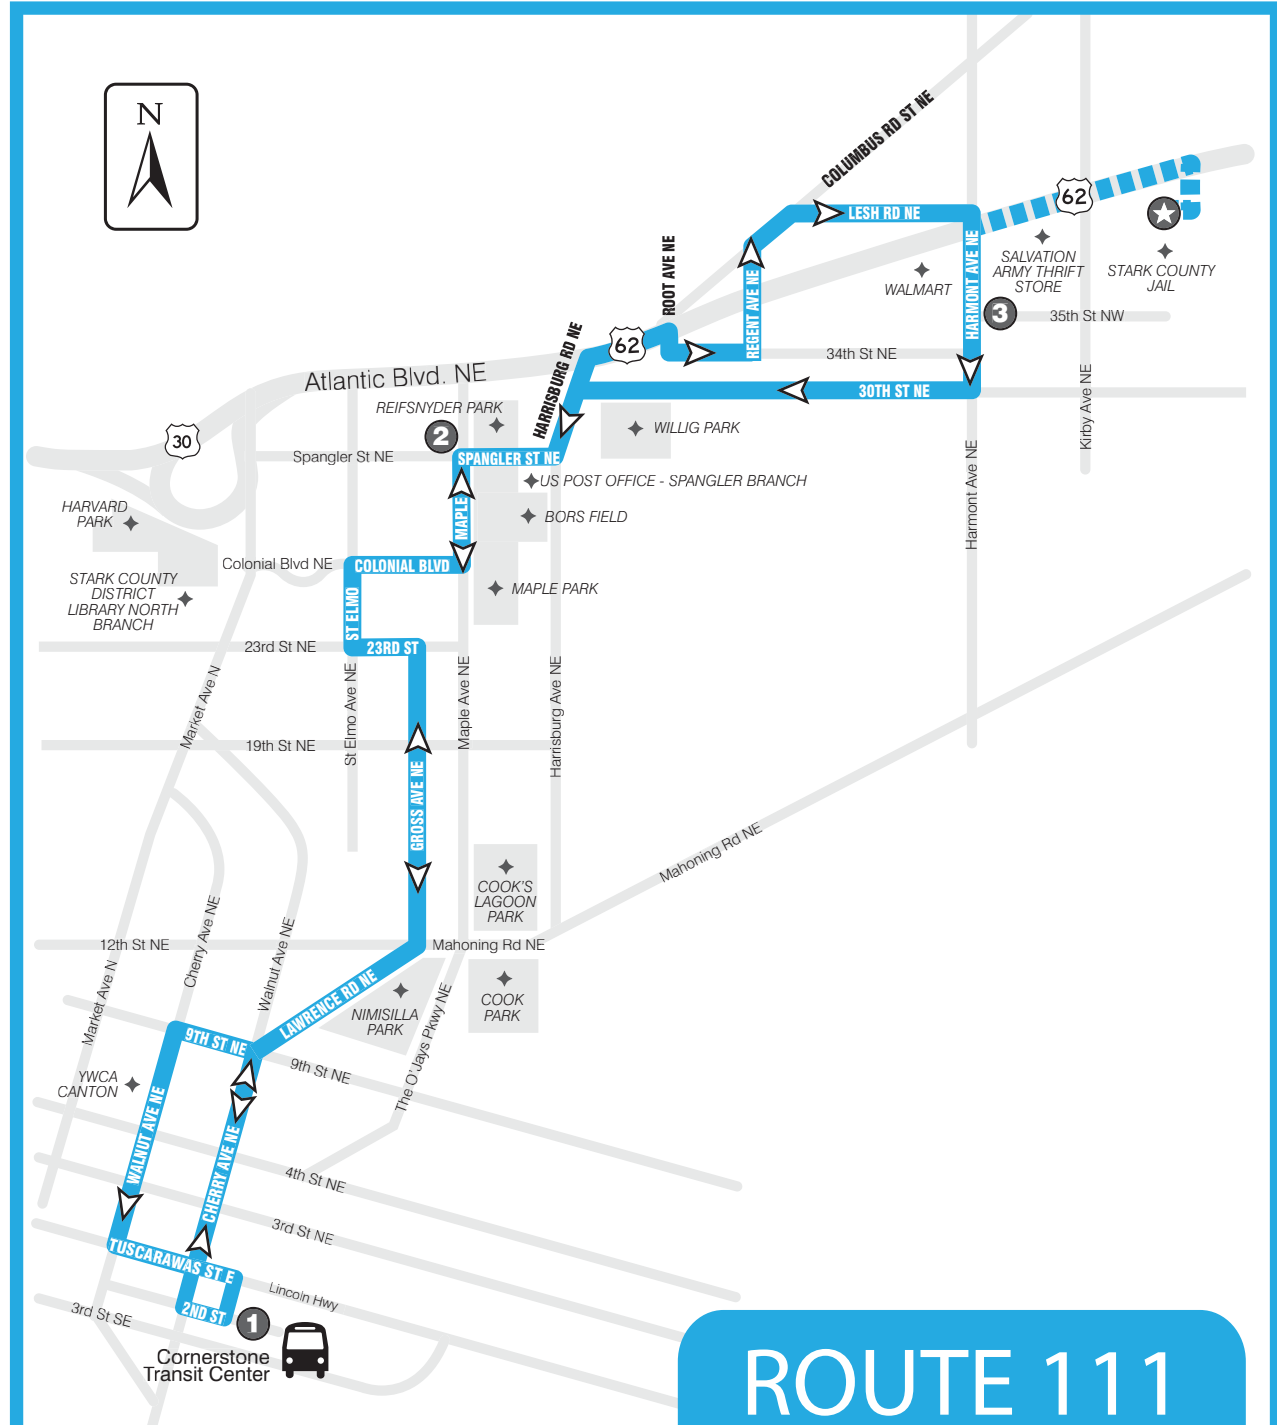 N
COLUMBUS RD ST NE
62
LESH RD NE
ROOT AVE NE
HARMONT AVE NE
SALVATION
ARMY THRIFT
STORE
STARK COUNTY
JAIL
WALMART
REGENT AVE NE
3
35th St NW
62
HARRISBURG RD NE
34th St NE
Atlantic Blvd. NE
30TH ST NE
Kirby Ave NE
REIFSNYDER PARK
30
2
WILLIG PARK
Spangler St NE
SPANGLER ST NE
US POST OFFICE - SPANGLER BRANCH
Harmont Ave NE
HARVARD
PARK
MAPLE
BORS FIELD
Colonial Blvd NE
COLONIAL BLVD
STARK COUNTY
DISTRICT
LIBRARY NORTH
BRANCH
MAPLE PARK
ST ELMO
23rd St NE
23RD ST
Market Ave N
St Elmo Ave NE
Maple Ave NE
Harrisburg Ave NE
19th St NE
GROSS AVE NE
Mahoning Rd NE
COOK'S
LAGOON
PARK
12th St NE
Cherry Ave NE
Walnut Ave NE
Mahoning Rd NE
Market Ave N
LAWRENCE RD NE
NIMISILLA
PARK
COOK
PARK
The O'Jays Pkwy NE
9TH ST NE
9th St NE
YWCA
CANTON
WALNUT AVE NE
CHERRY AVE NE
4th St NE
3rd St NE
TUSCARAWAS ST E
Lincoln Hwy
2ND ST
3rd St SE
1
Cornerstone
Transit Center
ROUTE 111